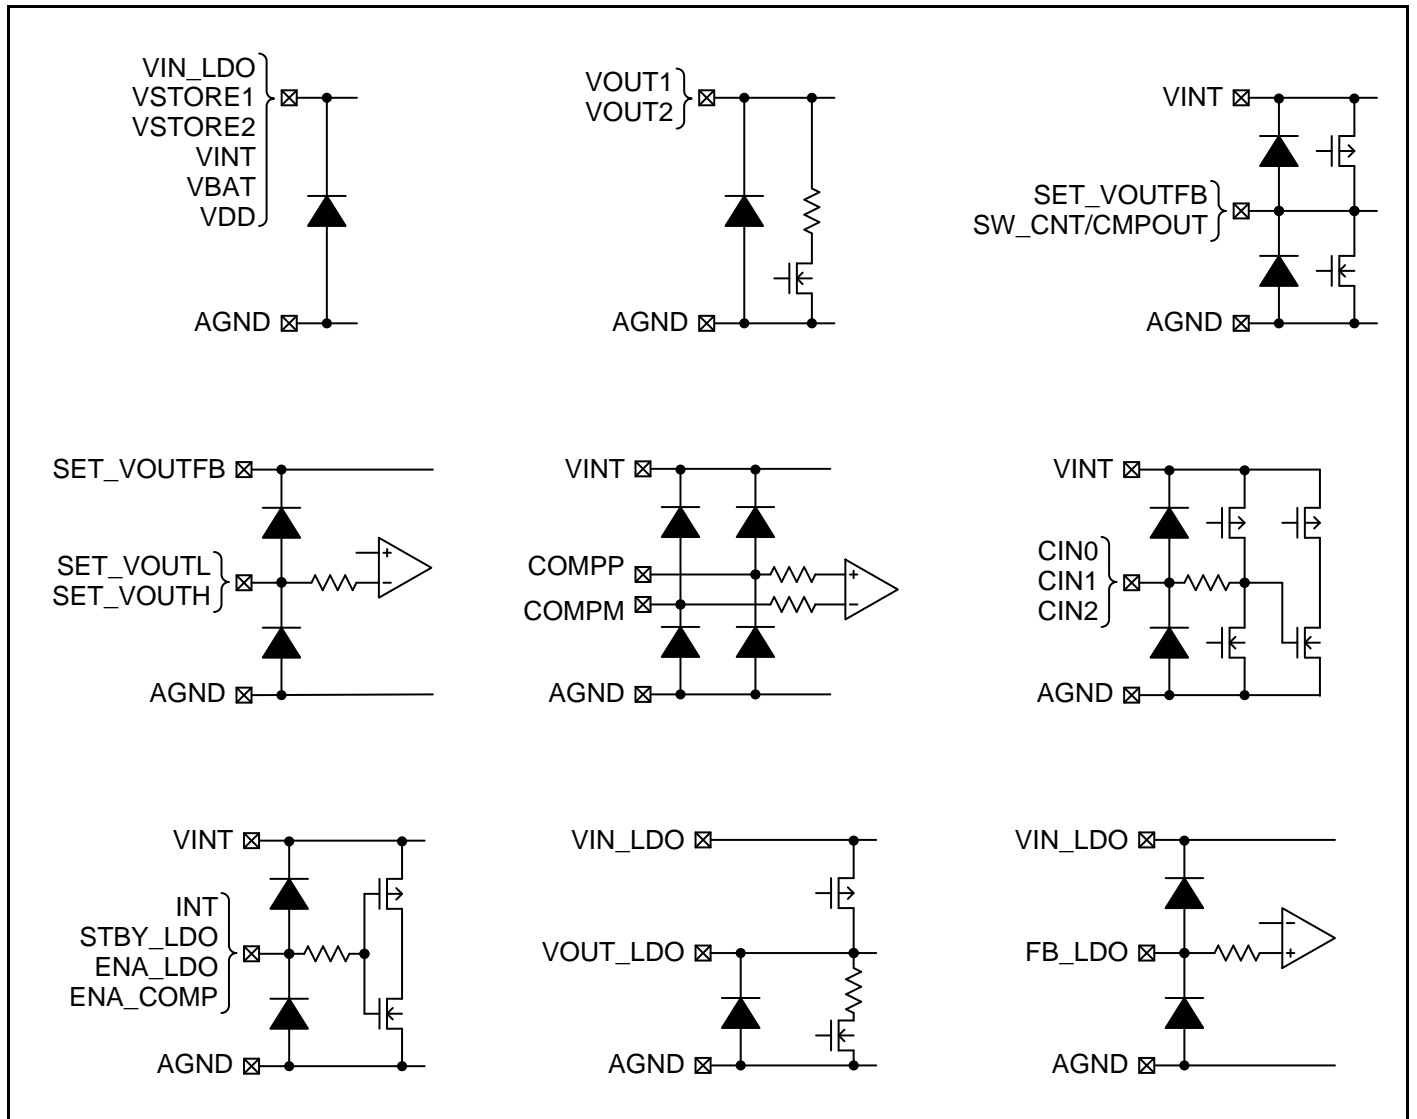 VIN_LDO
VSTORE1
VSTORE2
VINT
VBAT
VDD
AGND
VOUT1
VOUT2
AGND
VINT
SET_VOUTFB
SW_CNT/CMPOUT
AGND
SET_VOUTFB
SET_VOUTL
SET_VOUTH
AGND
+
−
VINT
COMPP
COMPM
AGND
+
−
VINT
CIN0
CIN1
CIN2
AGND
VINT
INT
STBY_LDO
ENA_LDO
ENA_COMP
AGND
VIN_LDO
VOUT_LDO
AGND
VIN_LDO
FB_LDO
AGND
−
+